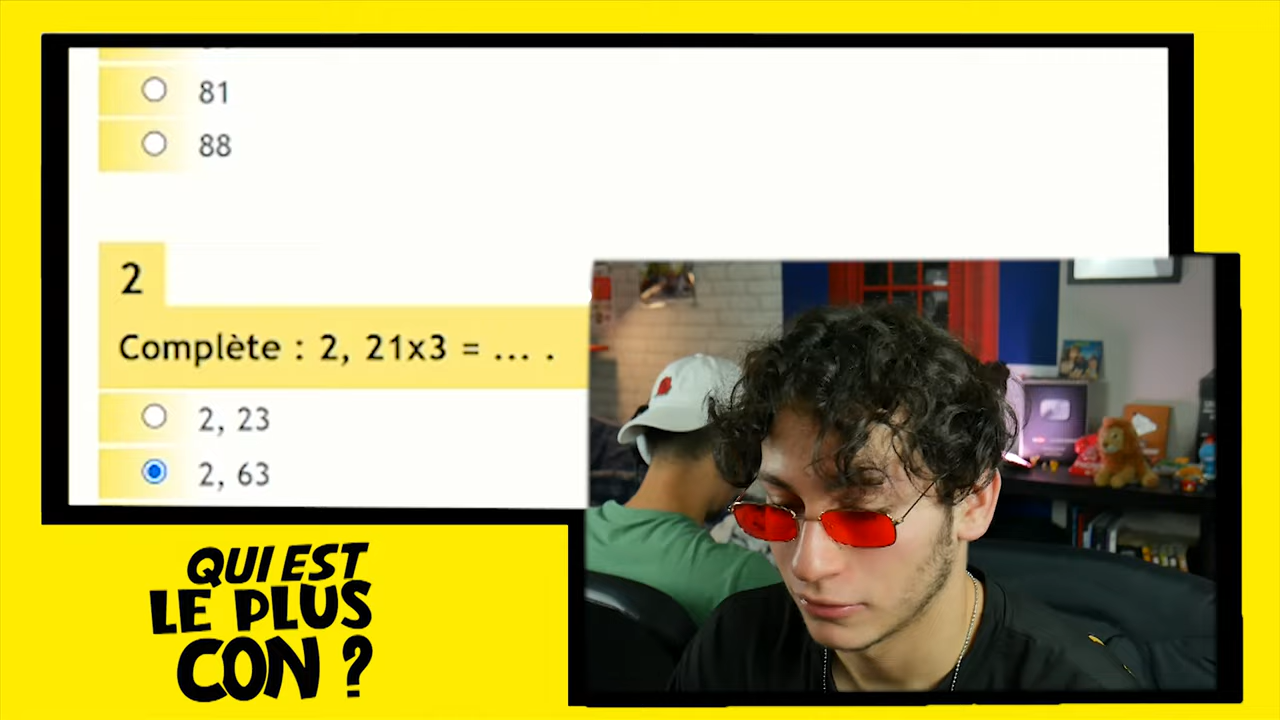 81
88
2
Complète : 2, 21x3 = ... .
2, 23
2, 63
QUI EST
LE PLUS
CON ?